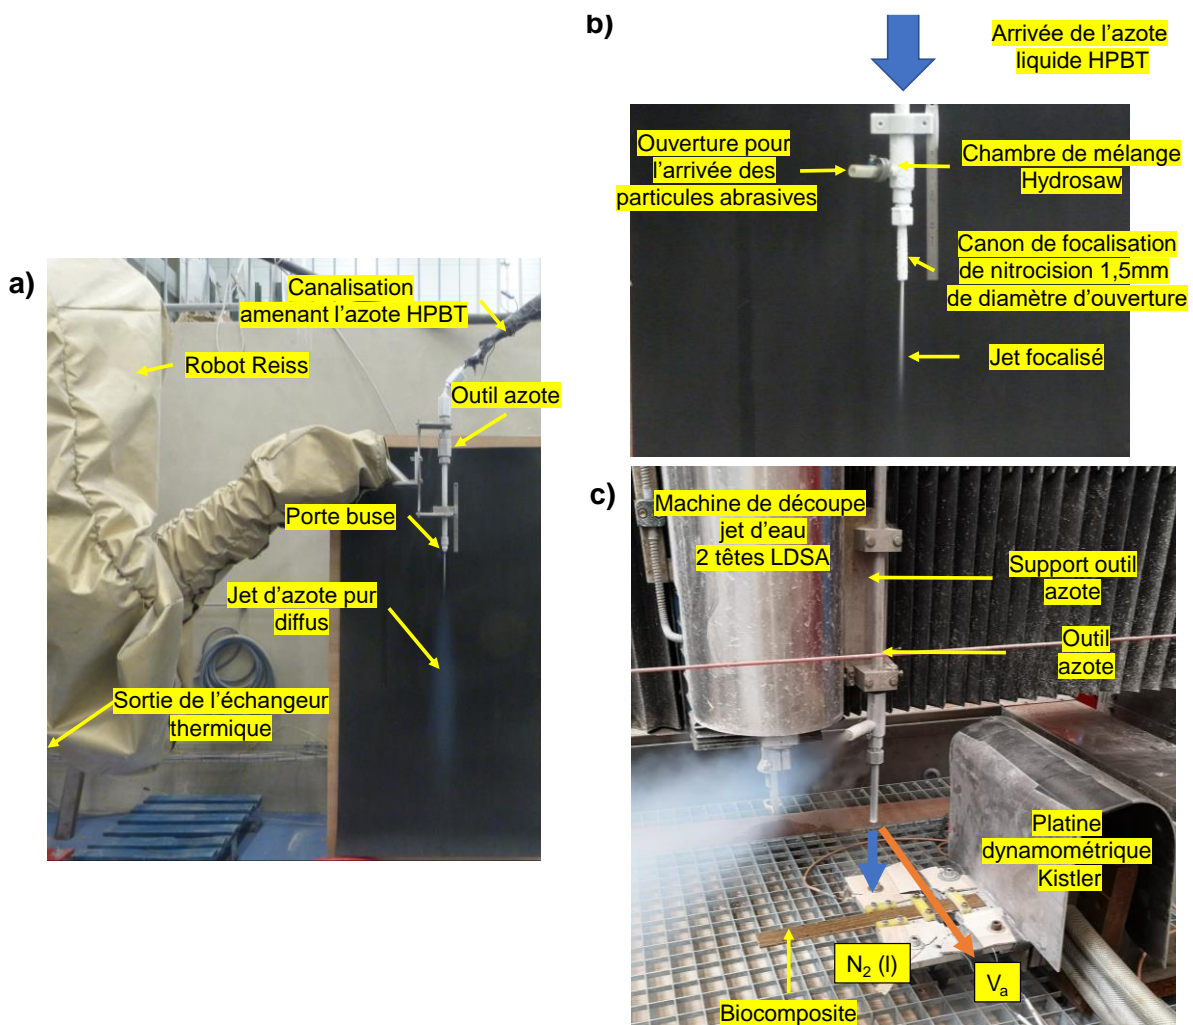 a)
Canalisation
amenant l'azote HPBT
Robot Reiss
Outil azote
Porte buse
Jet d'azote pur
diffus
Sortie de l'échangeur
thermique
b)
Arrivée de l'azote
liquide HPBT
Ouverture pour
l'arrivée des
particules abrasives
Chambre de mélange
Hydrosaw
Canon de focalisation
de nitrocision 1,5mm
de diamètre d'ouverture
Jet focalisé
c)
Machine de découpe
jet d'eau
2 têtes LDSA
Support outil
azote
Outil
azote
Platine
dynamométrique
Kistler
N₂ (l)
Vₐ
Biocomposite